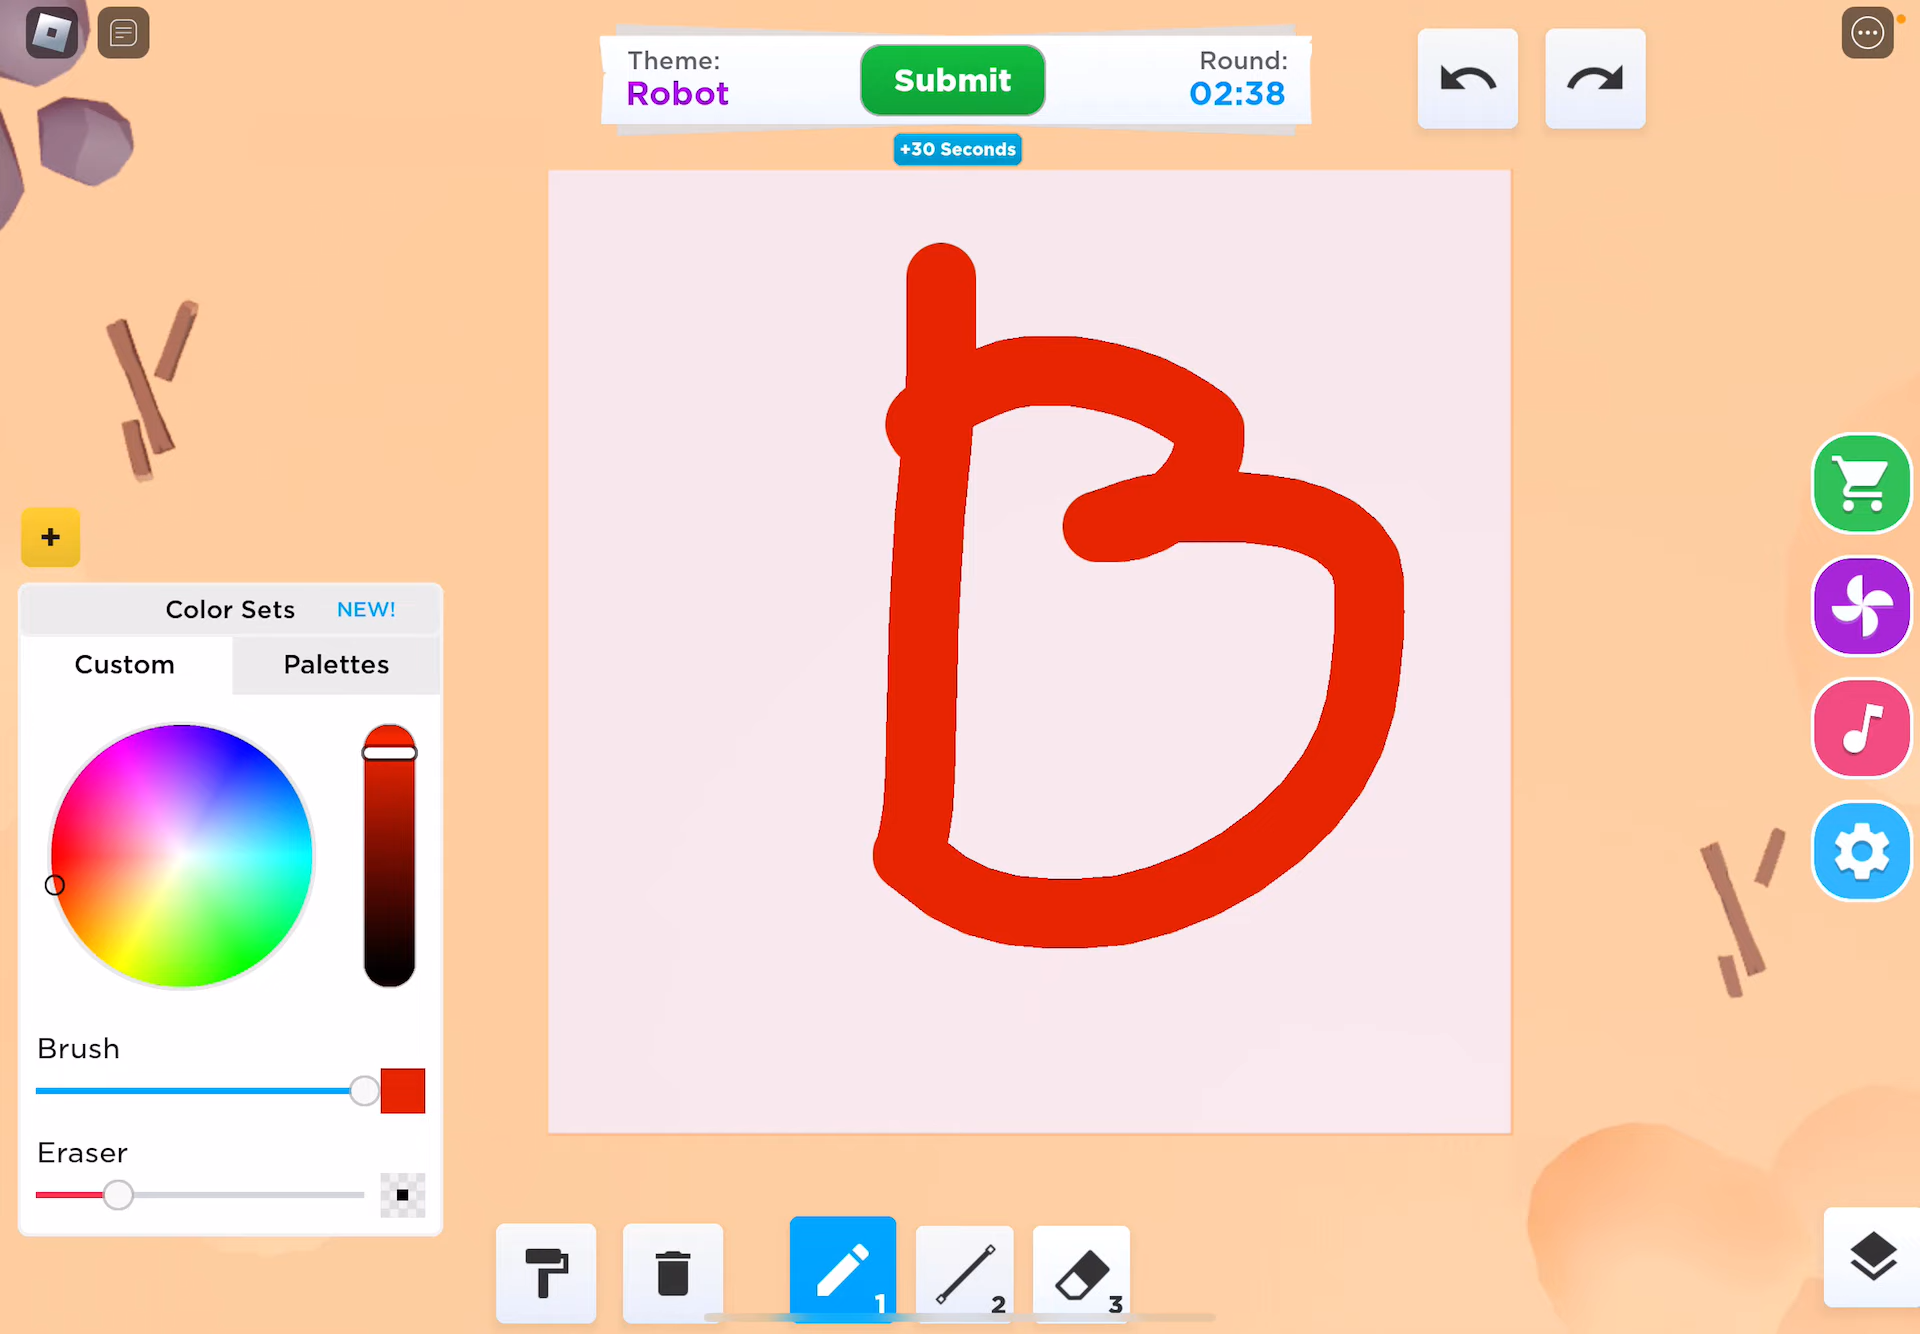 Theme:
Robot
Submit
Round:
02:38
+30 Seconds
B
+
Color Sets NEW!
Custom Palettes
Brush
Eraser
1 2 3